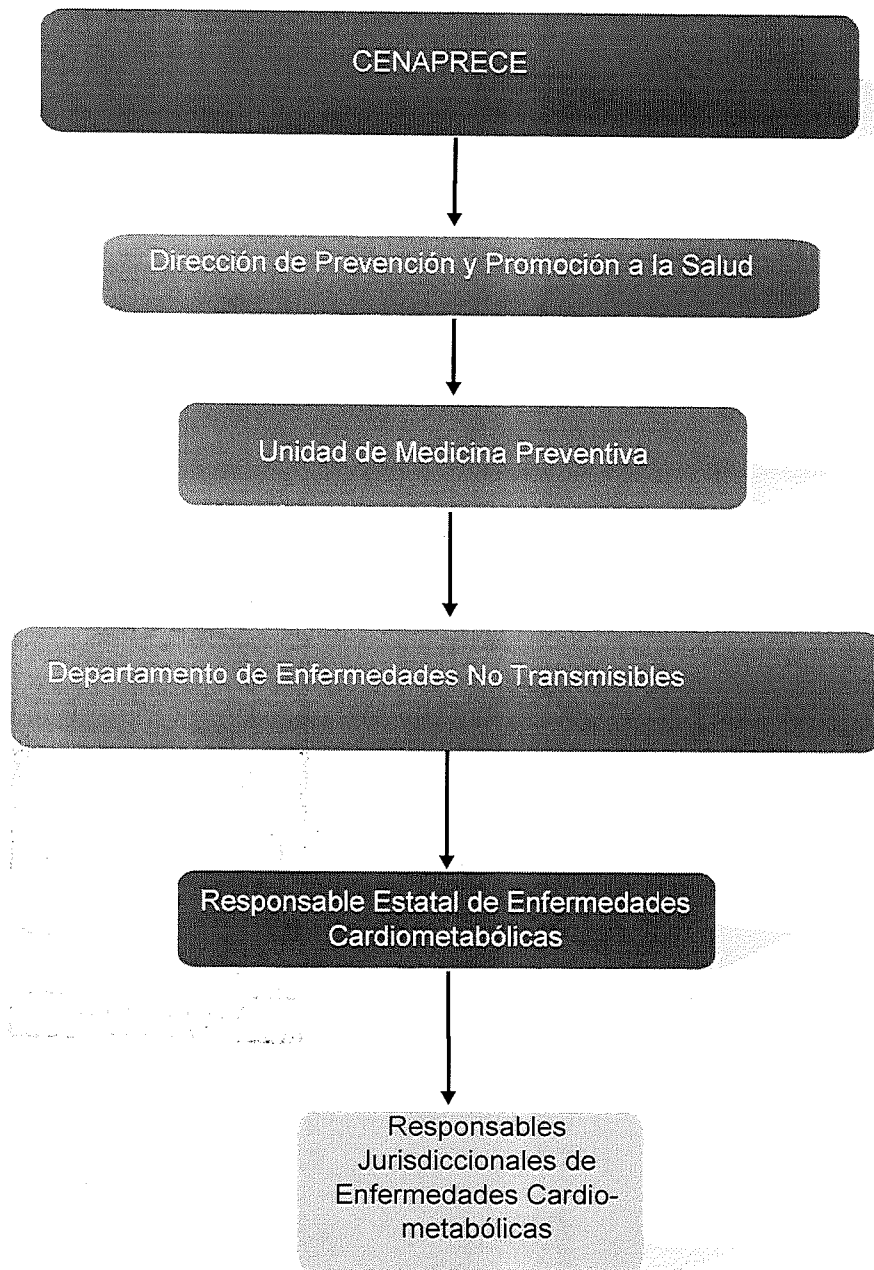 CENAPRECE
Dirección de Prevención y Promoción a la Salud
Unidad de Medicina Preventiva
Departamento de Enfermedades No Transmisibles
Responsable Estatal de Enfermedades
Cardiometabólicas
Responsables
Jurisdiccionales de
Enfermedades Cardio-
metabólicas